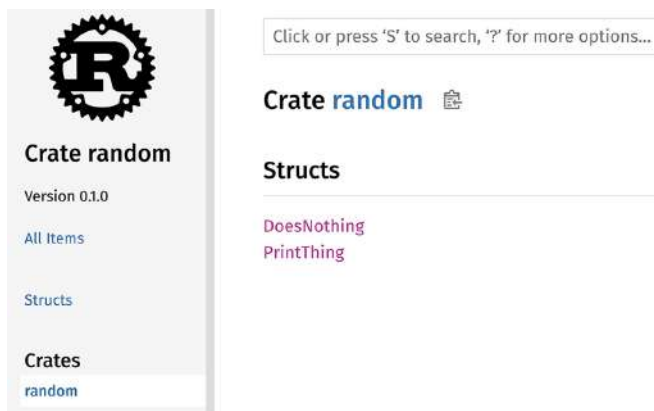 R
Crate random
Version 0.1.0
All Items
Structs
Crates
random
Click or press ‘S’ to search, ‘?’ for more options...
Crate random
Structs
DoesNothing
PrintThing